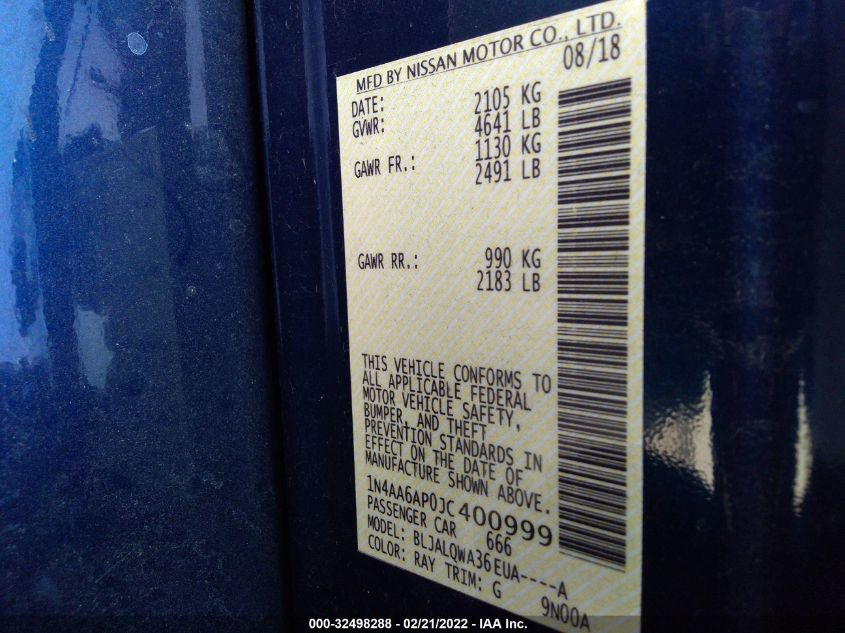 MFD BY NISSAN MOTOR CO., LTD.
DATE: 08/18
GVWR: 2105 KG
4641 LB
GAWR FR.: 1130 KG
2491 LB
GAWR RR.: 990 KG
2183 LB
THIS VEHICLE CONFORMS TO
ALL APPLICABLE FEDERAL
MOTOR VEHICLE SAFETY,
BUMPER, AND THEFT
PREVENTION STANDARDS IN
EFFECT ON THE DATE OF
MANUFACTURE SHOWN ABOVE.
1N4AA6AP0JC400999
PASSENGER CAR 666
MODEL: BLJALQWA36EUA----A
COLOR: RAY TRIM: G 9N00A
000-32498288 - 02/21/2022 - IAA Inc.